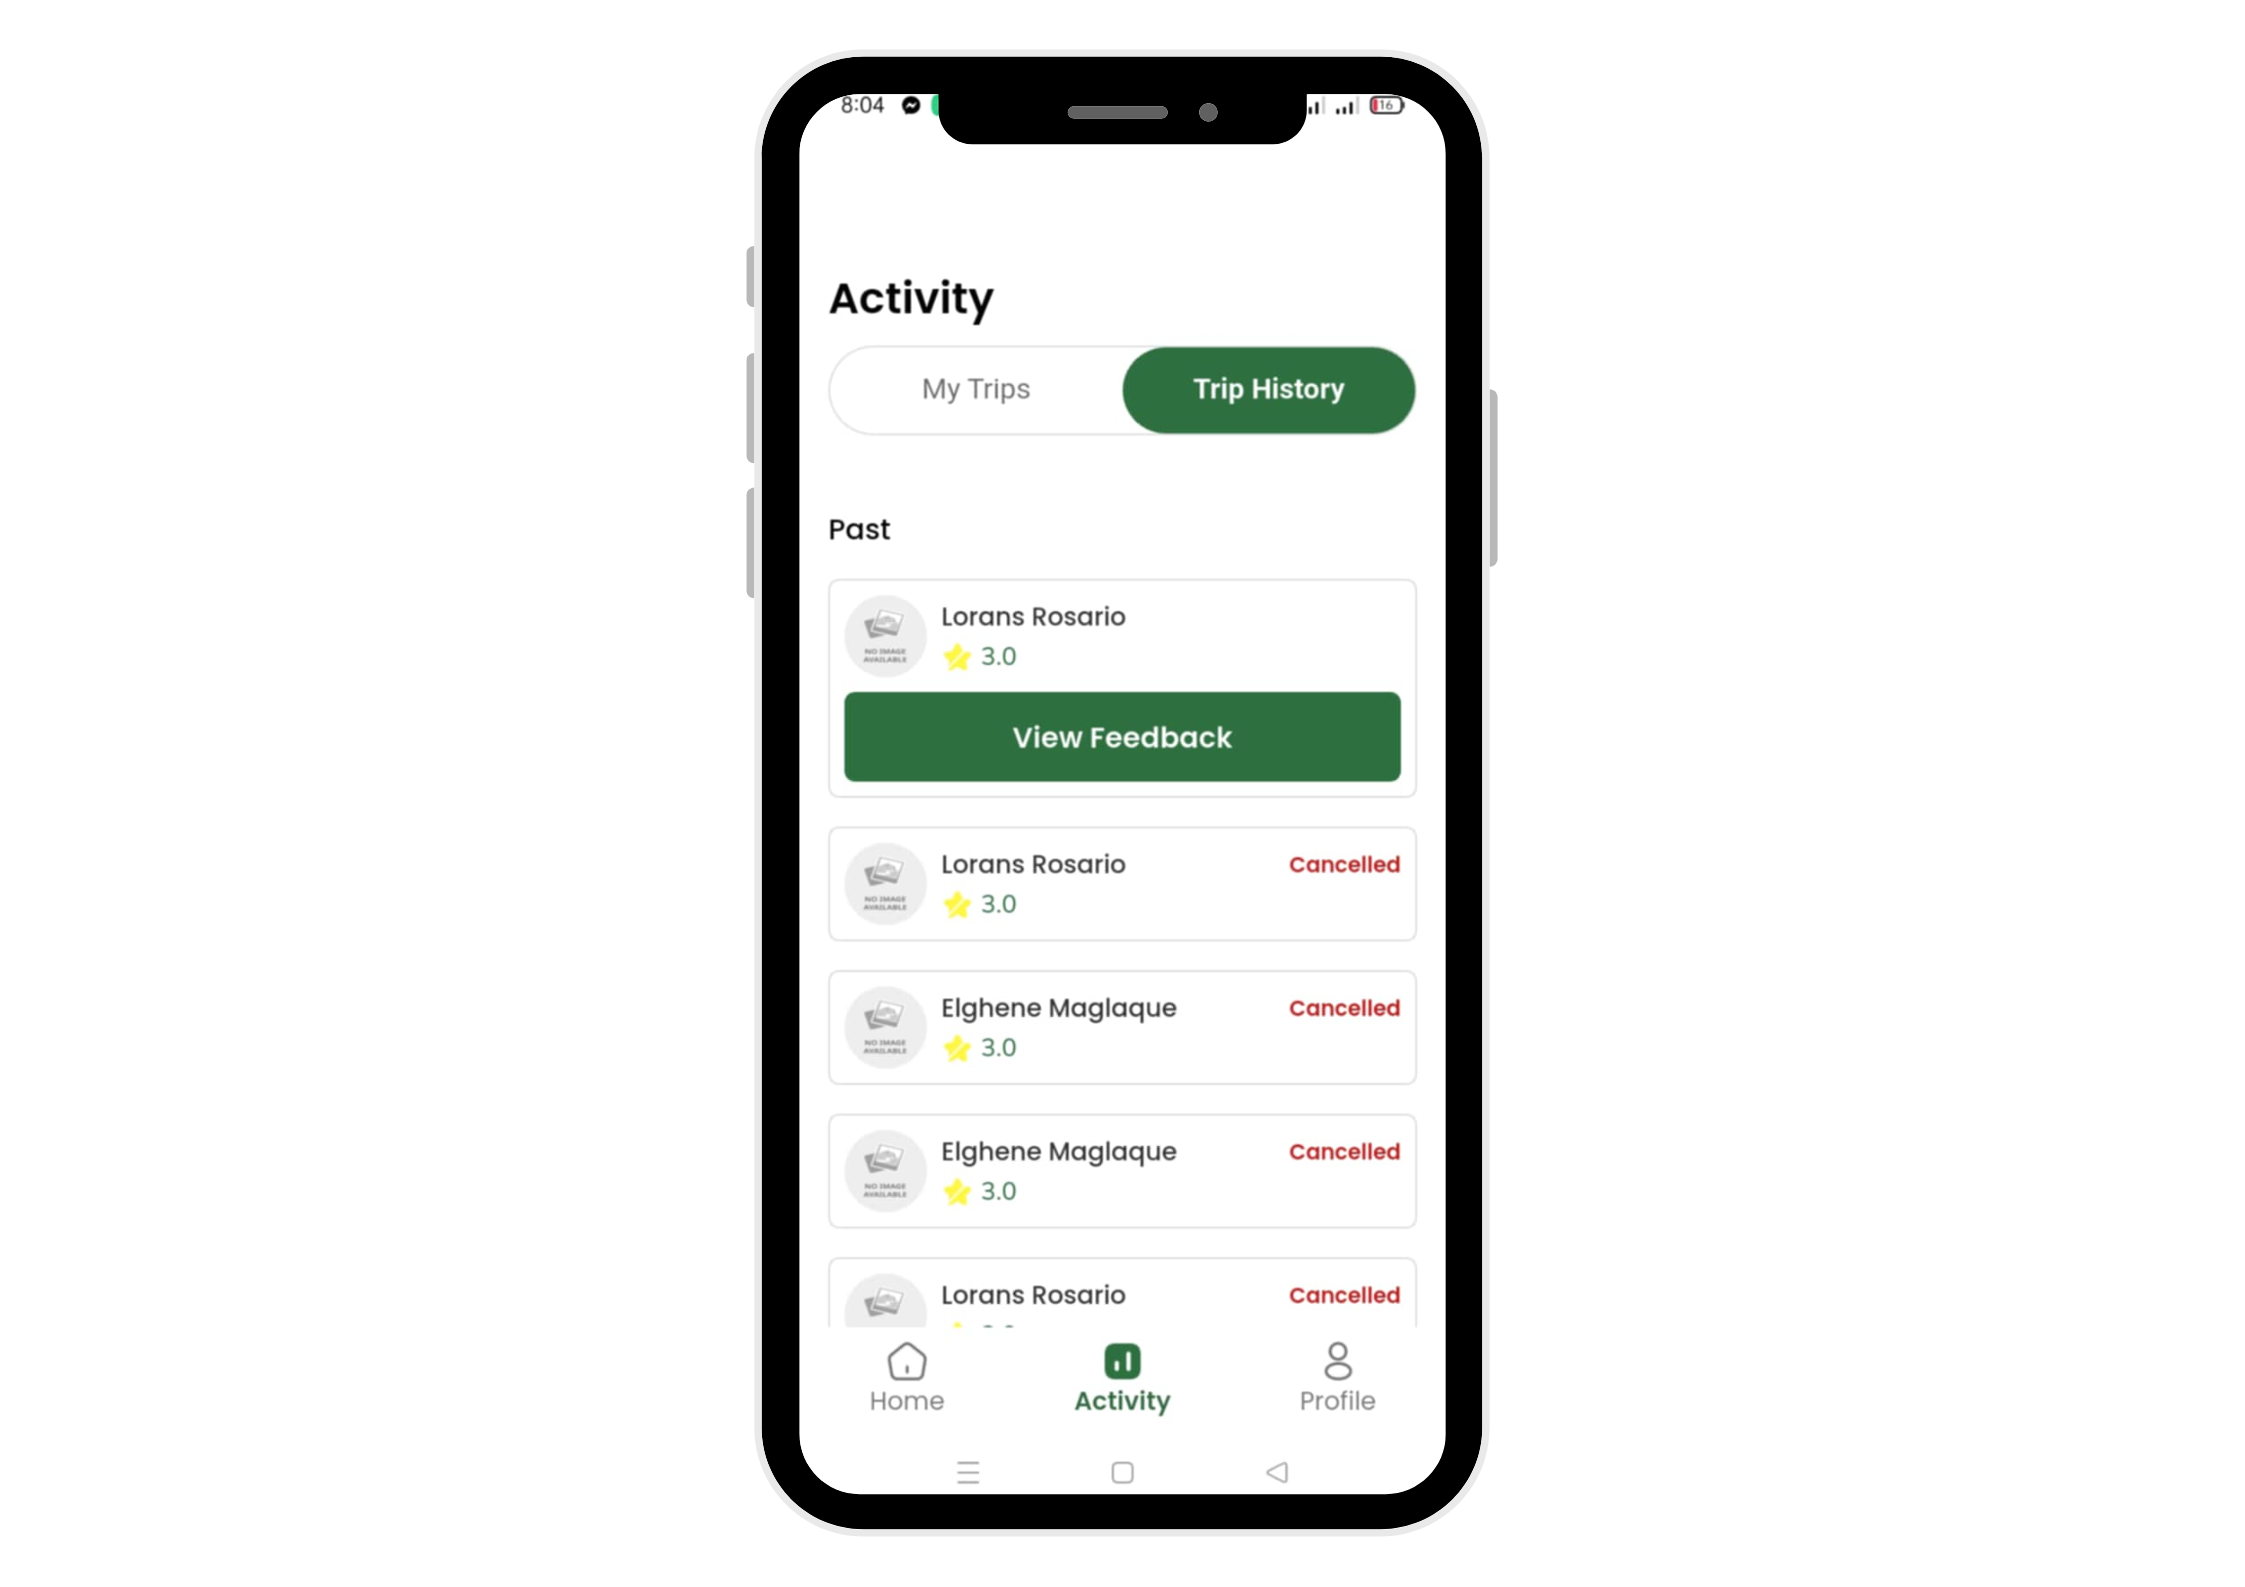 8:04
16
Activity
My Trips
Trip History
Past
NO IMAGE
AVAILABLE
Lorans Rosario
3.0
View Feedback
NO IMAGE
AVAILABLE
Lorans Rosario
Cancelled
3.0
NO IMAGE
AVAILABLE
Elghene Maglaque
Cancelled
3.0
NO IMAGE
AVAILABLE
Elghene Maglaque
Cancelled
3.0
Lorans Rosario
Cancelled
Home
Activity
Profile